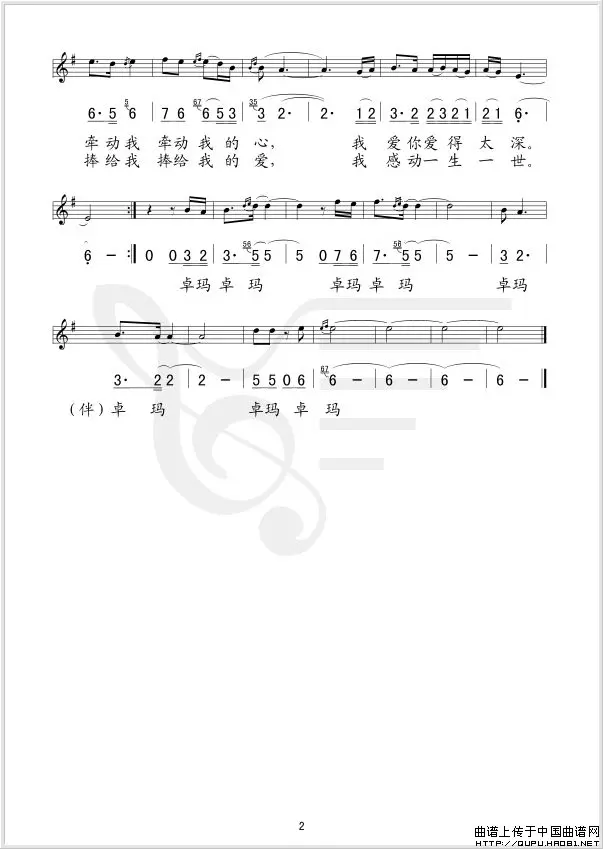 6· 5 6 | 7 6 67 6 5 3 | 35 3 2· | 2· 1 2 | 3· 2 2 3 2 1 | 2 1 6· |
牵动我 牵动我的心， 我 爱你爱得太深。
捧给我 捧给我的爱， 我 感动一生一世。
6 － :| 0 0 3 2 | 3· 56 5 5 | 5 0 7 6 | 7· 56 5 5 | 5 － | 3 2· |
卓玛 卓 玛 卓玛 卓 玛 卓玛
3· 2 2 | 2 － | 5 5 0 6 | 67 6 － | 6 － | 6 － | 6 － |
（伴）卓 玛 卓玛 卓 玛
2
曲谱上传于中国曲谱网
HTTP://QUPU.HAO81.NET